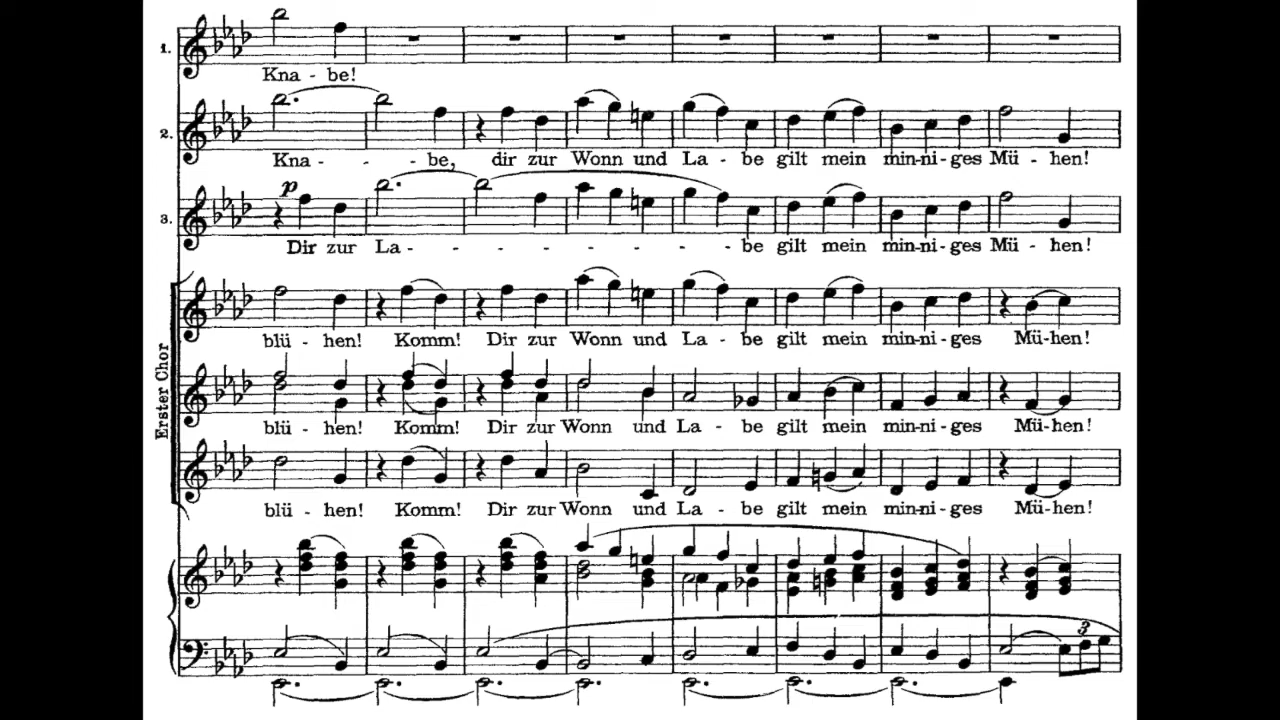 1.
Kna - be!
2.
Kna - - - be, dir zur Wonn und La - be gilt mein min-ni-ges Mü-hen!
p
3.
Dir zur La - - - - - - - - - be gilt mein min-ni-ges Mü-hen!
Erster Chor
blü - hen! Komm! Dir zur Wonn und La - be gilt mein min-ni-ges Mü-hen!
blü - hen! Komm! Dir zur Wonn und La - be gilt mein min-ni-ges Mü-hen!
blü - hen! Komm! Dir zur Wonn und La - be gilt mein min-ni-ges Mü-hen!
3